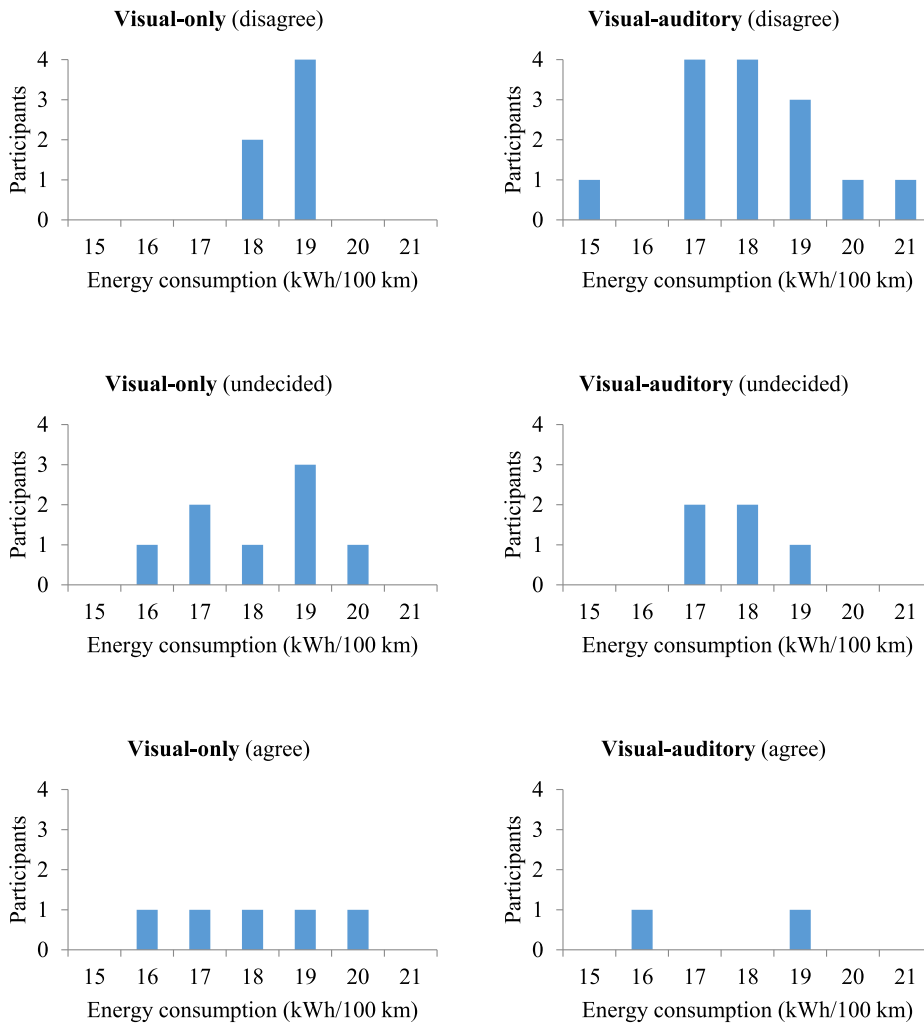 Visual-only (disagree)
4
3
2
1
0
Participants
15 16 17 18 19 20 21
Energy consumption (kWh/100 km)
Visual-auditory (disagree)
4
3
2
1
0
Participants
15 16 17 18 19 20 21
Energy consumption (kWh/100 km)
Visual-only (undecided)
4
3
2
1
0
Participants
15 16 17 18 19 20 21
Energy consumption (kWh/100 km)
Visual-auditory (undecided)
4
3
2
1
0
Participants
15 16 17 18 19 20 21
Energy consumption (kWh/100 km)
Visual-only (agree)
4
3
2
1
0
Participants
15 16 17 18 19 20 21
Energy consumption (kWh/100 km)
Visual-auditory (agree)
4
3
2
1
0
Participants
15 16 17 18 19 20 21
Energy consumption (kWh/100 km)